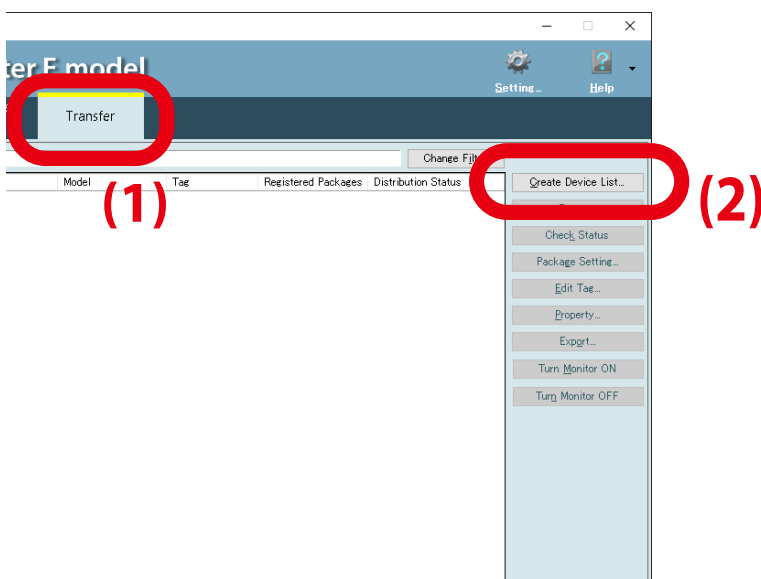 ter E model
Setting...
Help
Transfer
Change
Model
Tag
Registered Packages
Distribution Status
Create Device List...
Check Status
Package Setting...
Edit Tag...
Property...
Export...
Turn Monitor ON
Turn Monitor OFF
(1)
(2)